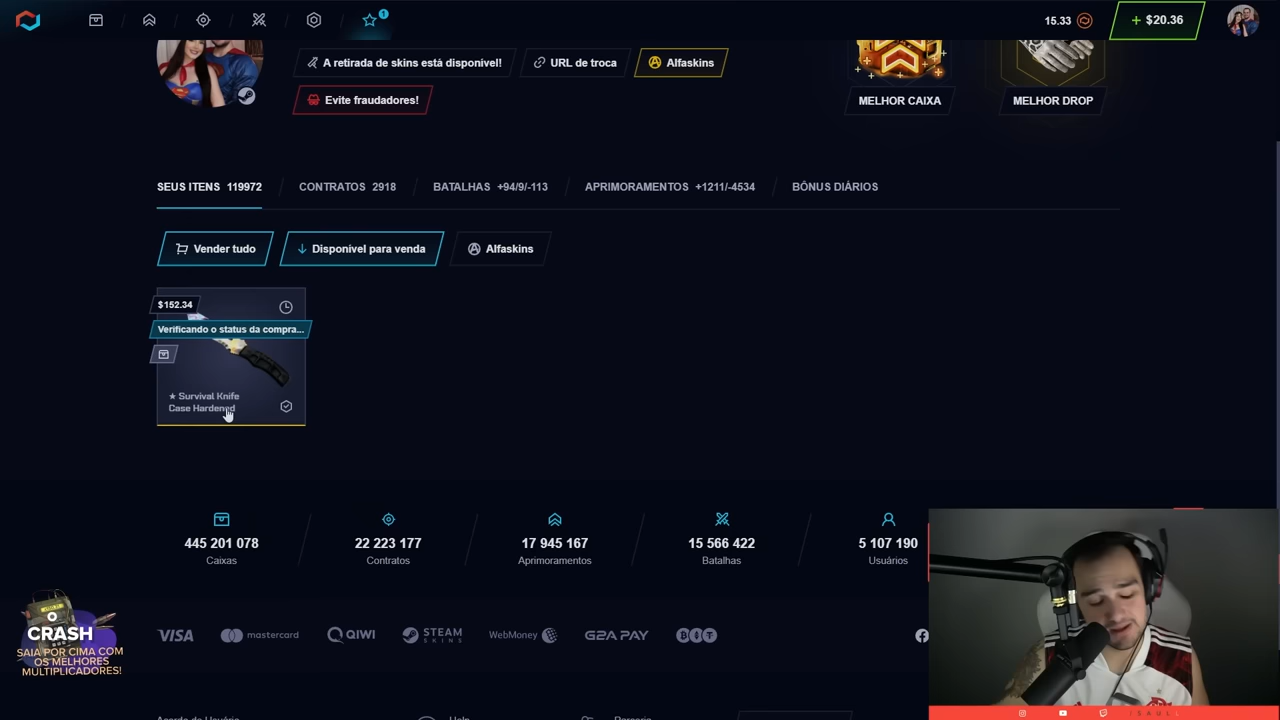 1
15.33
+ $20.36
A retirada de skins está disponivel!
URL de troca
Alfaskins
Evite fraudadores!
MELHOR CAIXA
MELHOR DROP
SEUS ITENS 119972
CONTRATOS 2918
BATALHAS +94/9/-113
APRIMORAMENTOS +1211/-4534
BÔNUS DIÁRIOS
Vender tudo
Disponivel para venda
Alfaskins
$152.34
Verificando o status da compra...
★ Survival Knife
Case Hardened
445 201 078
Caixas
22 223 177
Contratos
17 945 167
Aprimoramentos
15 566 422
Batalhas
5 107 190
Usuários
CRASH
SAIA POR CIMA COM
OS MELHORES
MULTIPLICADORES!
VISA
mastercard
QIWI
STEAM
SKINS
WebMoney
G2A PAY
SAUL